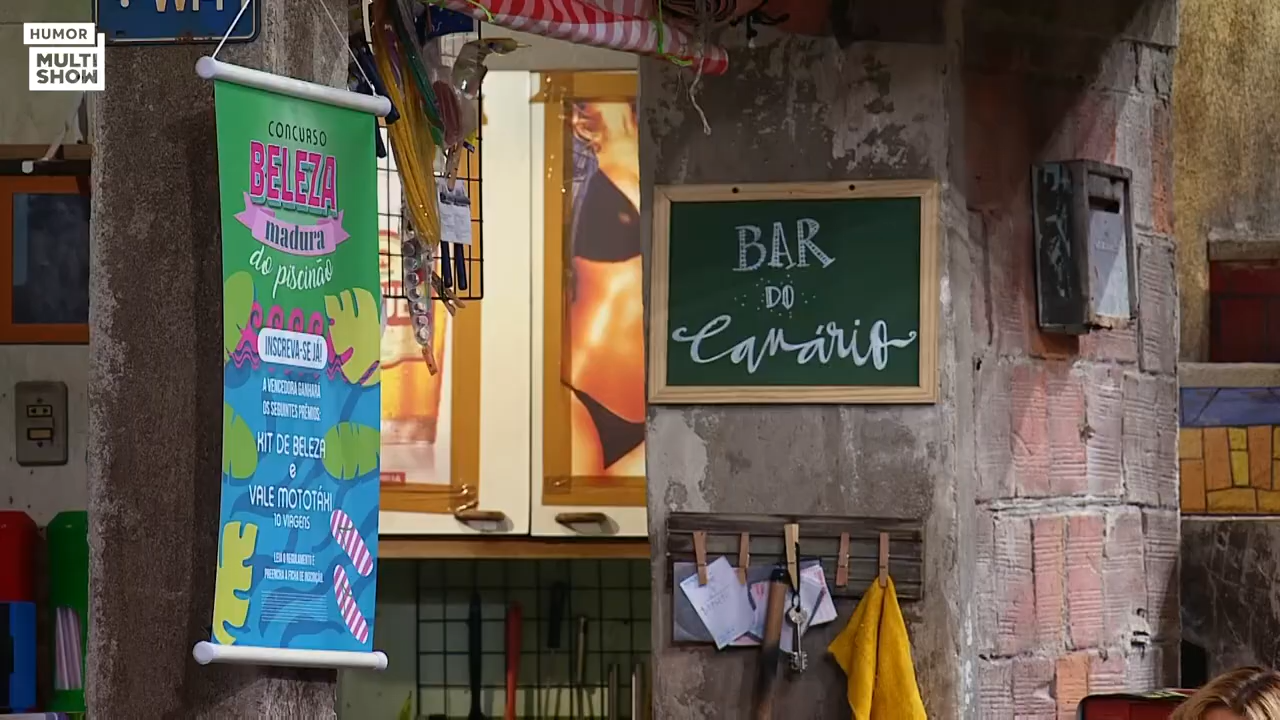 HUMOR
MULTI
SHOW
CONCURSO
BELEZA
madura
do piscinão
INSCREVA-SE JÁ!
A VENCEDORA GANHARÁ
OS SEGUINTES PRÊMIOS:
KIT DE BELEZA
e
VALE MOTOTÁXI
10 VIAGENS
LEIA O REGULAMENTO E
PREENCHA A FICHA DE INSCRIÇÃO.
BAR
DO
Canário